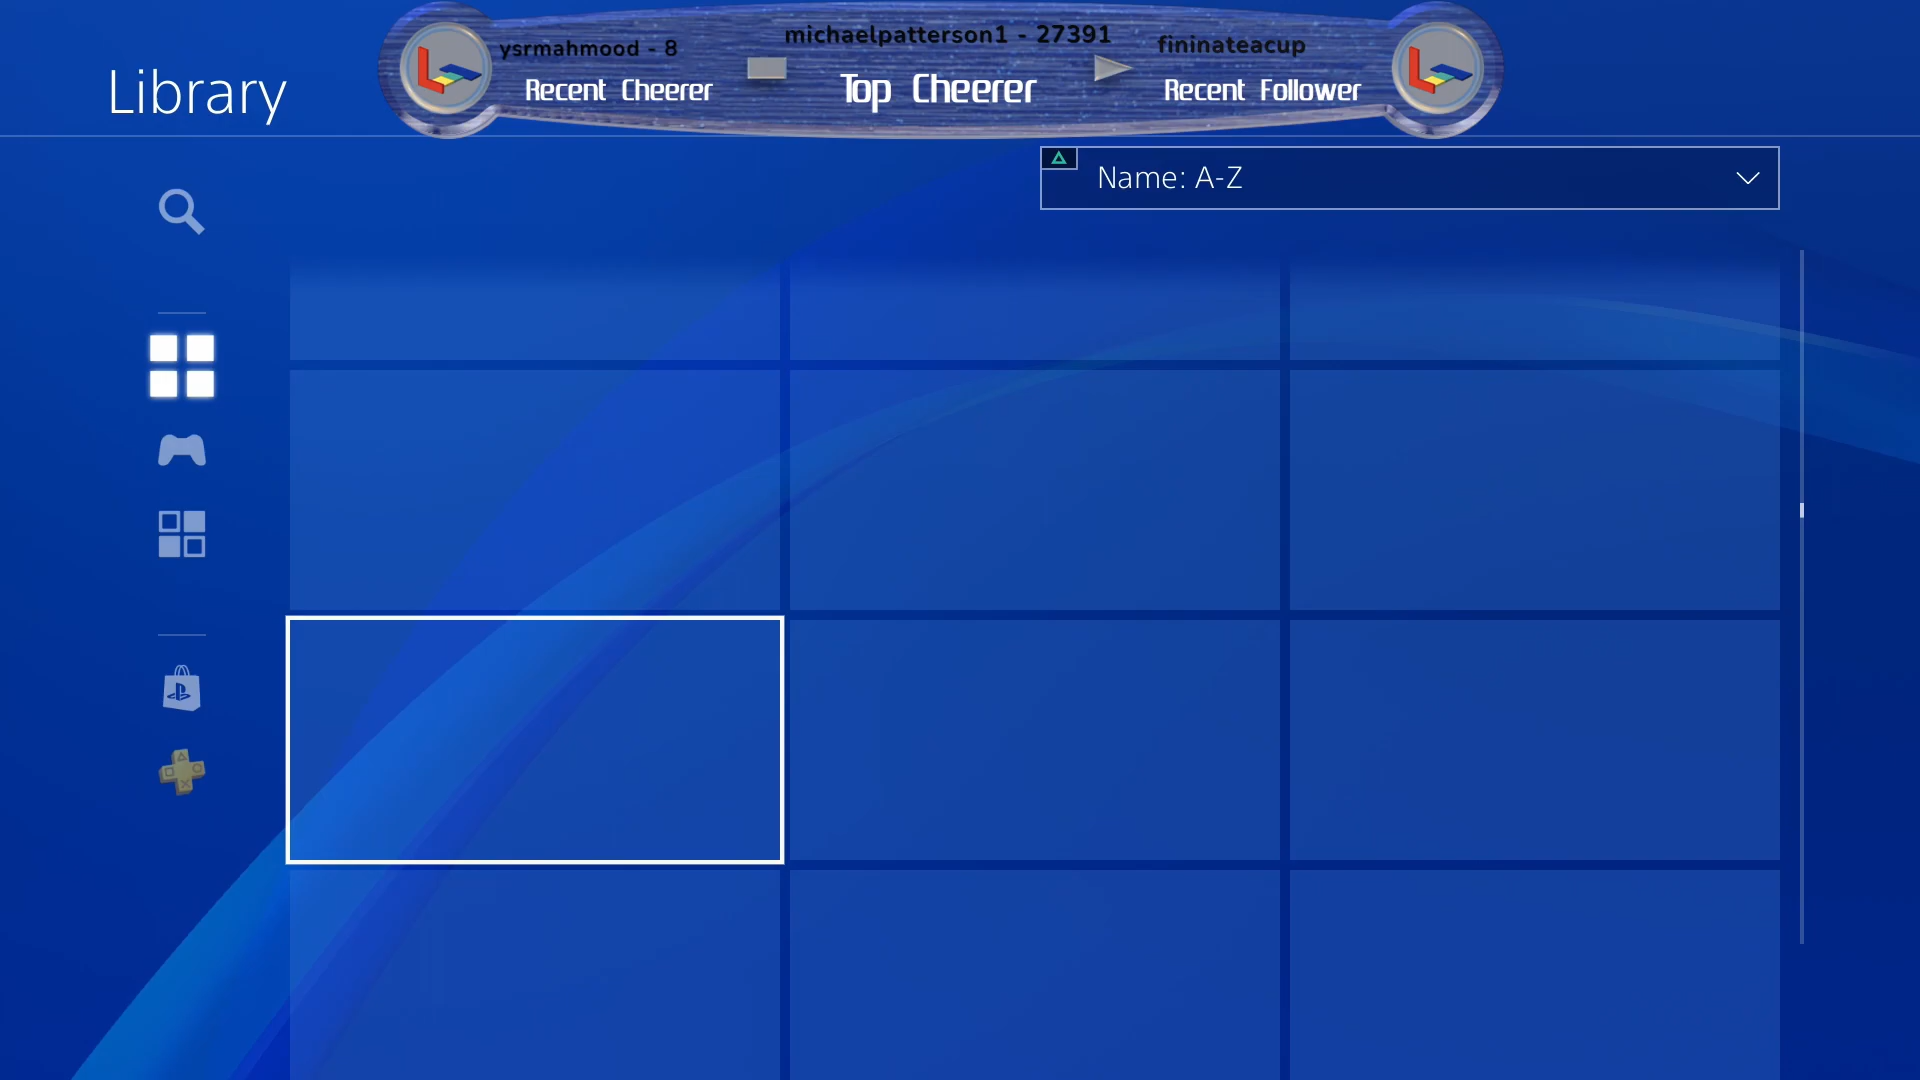 Library
ysrmahmood - 8
Recent Cheerer
michaelpatterson1 - 27391
Top Cheerer
fininateacup
Recent Follower
Name: A-Z